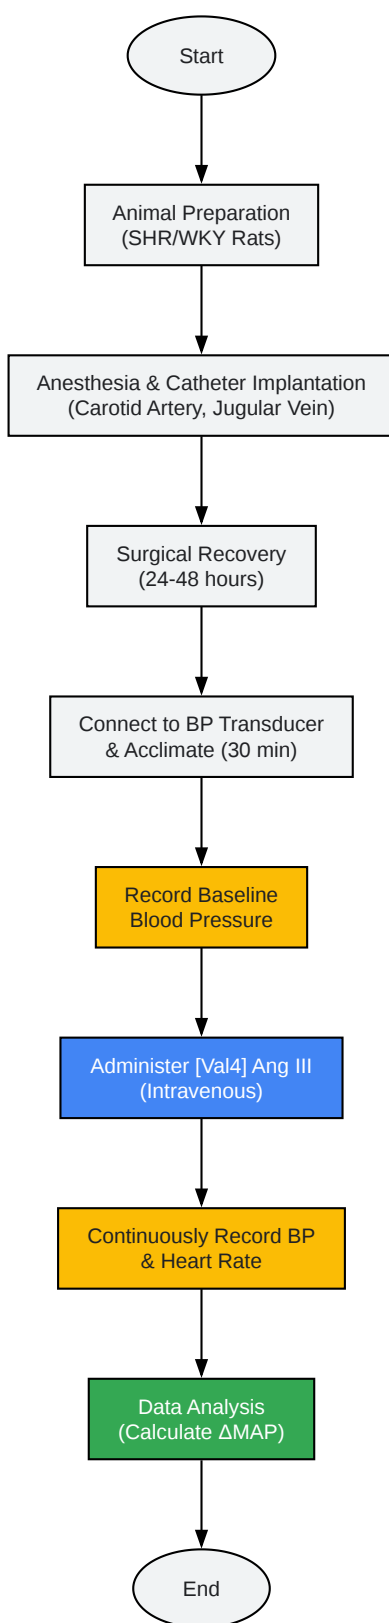 Start
Animal Preparation
(SHR/WKY Rats)
Anesthesia & Catheter Implantation
(Carotid Artery, Jugular Vein)
Surgical Recovery
(24-48 hours)
Connect to BP Transducer
& Acclimate (30 min)
Record Baseline
Blood Pressure
Administer [Val4] Ang III
(Intravenous)
Continuously Record BP
& Heart Rate
Data Analysis
(Calculate ΔMAP)
End